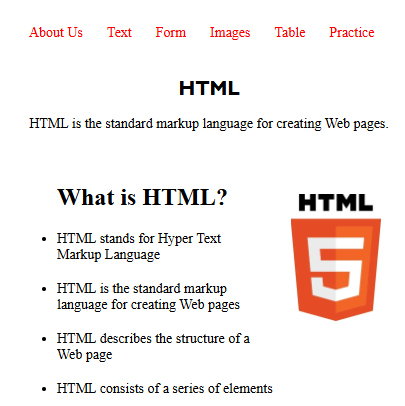 About Us Text Form Images Table Practice
HTML
HTML is the standard markup language for creating Web pages.
What is HTML?
HTML
5
HTML stands for Hyper Text
Markup Language
HTML is the standard markup
language for creating Web pages
HTML describes the structure of a
Web page
HTML consists of a series of elements